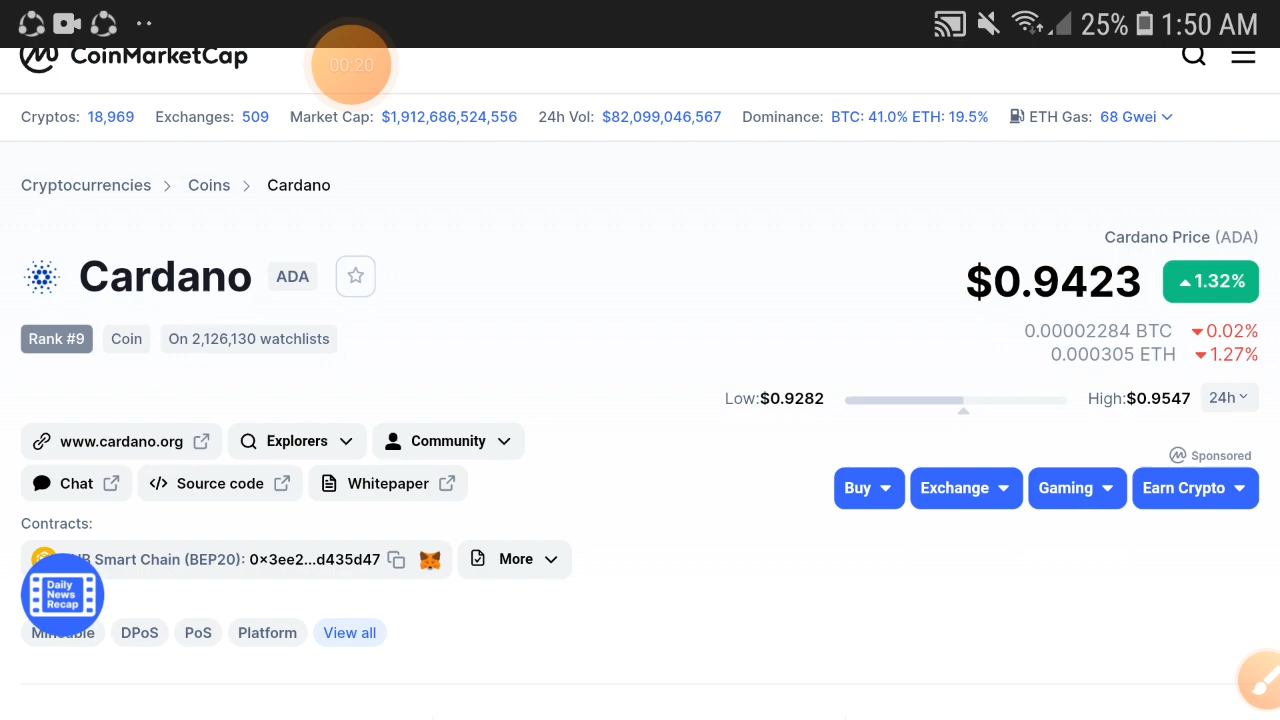 25% 1:50 AM
CoinMarketCap
00:20
Cryptos: 18,969 Exchanges: 509 Market Cap: $1,912,686,524,556 24h Vol: $82,099,046,567 Dominance: BTC: 41.0% ETH: 19.5% ETH Gas: 68 Gwei
Cryptocurrencies > Coins > Cardano
Cardano Price (ADA)
Cardano ADA
$0.9423 1.32%
Rank #9 Coin On 2,126,130 watchlists
0.00002284 BTC 0.02%
0.000305 ETH 1.27%
Low:$0.9282 High:$0.9547 24h
www.cardano.org Explorers Community
Sponsored
Chat Source code Whitepaper
Buy Exchange Gaming Earn Crypto
Contracts:
Smart Chain (BEP20): 0x3ee2...d435d47 More
Daily
News
Recap
DPoS PoS Platform View all